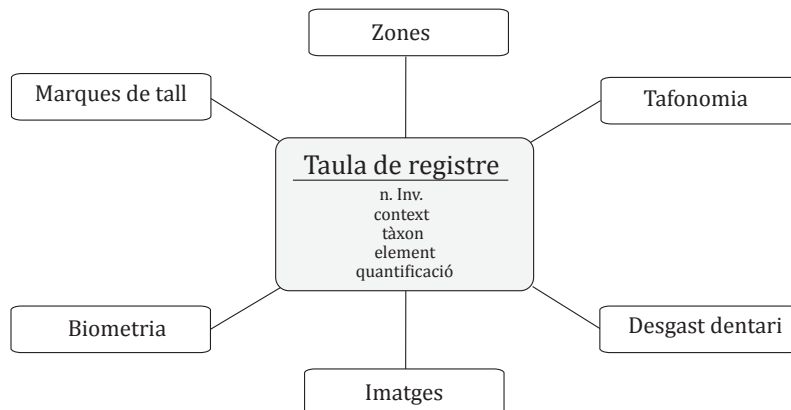 Zones
Marques de tall
Tafonomia
Taula de registre
n. Inv.
context
tàxon
element
quantificació
Biometria
Desgast dentari
Imatges